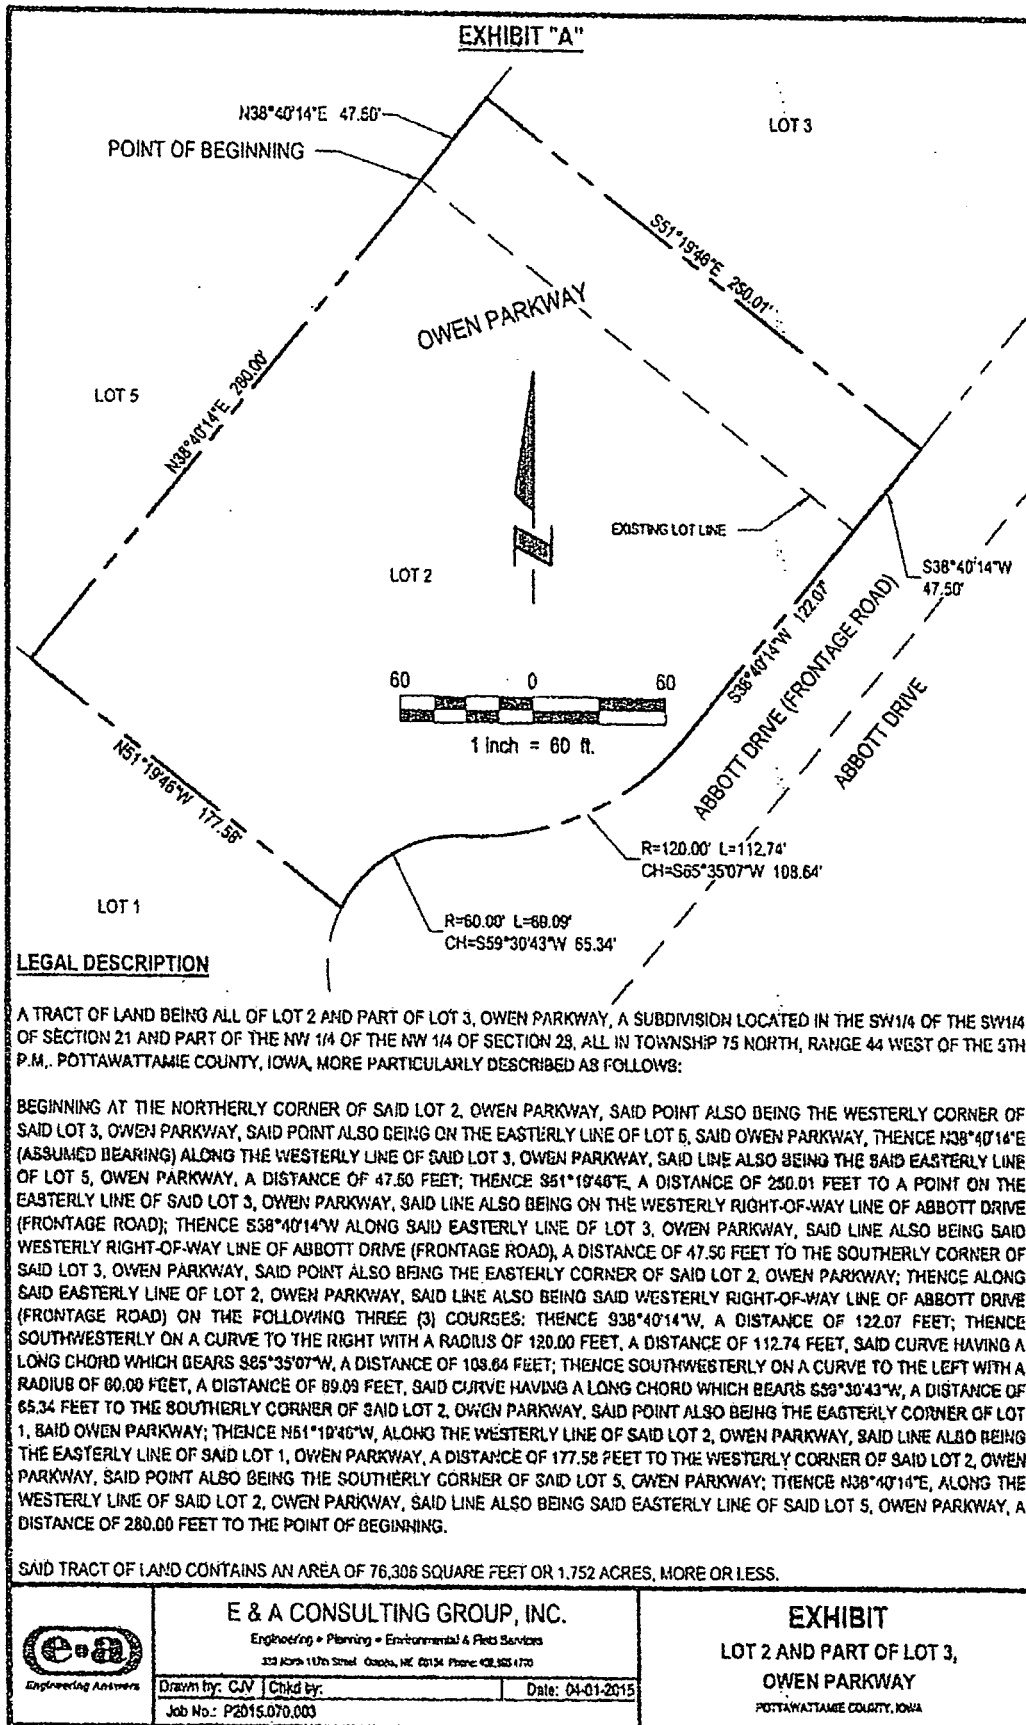 EXHIBIT "A"
N38°40'14"E 47.50'
LOT 3
POINT OF BEGINNING
S51°19'46"E 250.01'
OWEN PARKWAY
LOT 5
N38°40'14"E 280.00'
EXISTING LOT LINE
LOT 2
S38°40'14"W
47.50'
S38°40'14"W 122.07'
60 0 60
1 inch = 60 ft.
ABBOTT DRIVE (FRONTAGE ROAD)
ABBOTT DRIVE
N51°19'46"W 177.58'
R=120.00' L=112.74'
CH=S65°35'07"W 108.64'
LOT 1
R=60.00' L=69.09'
CH=S59°30'43"W 65.34'
LEGAL DESCRIPTION
A TRACT OF LAND BEING ALL OF LOT 2 AND PART OF LOT 3, OWEN PARKWAY, A SUBDIVISION LOCATED IN THE SW1/4 OF THE SW1/4
OF SECTION 21 AND PART OF THE NW 1/4 OF THE NW 1/4 OF SECTION 28, ALL IN TOWNSHIP 75 NORTH, RANGE 44 WEST OF THE 5TH
P.M., POTTAWATTAMIE COUNTY, IOWA, MORE PARTICULARLY DESCRIBED AS FOLLOWS:
BEGINNING AT THE NORTHERLY CORNER OF SAID LOT 2, OWEN PARKWAY, SAID POINT ALSO BEING THE WESTERLY CORNER OF
SAID LOT 3, OWEN PARKWAY, SAID POINT ALSO BEING ON THE EASTERLY LINE OF LOT 5, SAID OWEN PARKWAY, THENCE N38°40'14"E
(ASSUMED BEARING) ALONG THE WESTERLY LINE OF SAID LOT 3, OWEN PARKWAY, SAID LINE ALSO BEING THE SAID EASTERLY LINE
OF LOT 5, OWEN PARKWAY, A DISTANCE OF 47.50 FEET; THENCE S51°19'46"E, A DISTANCE OF 250.01 FEET TO A POINT ON THE
EASTERLY LINE OF SAID LOT 3, OWEN PARKWAY, SAID LINE ALSO BEING ON THE WESTERLY RIGHT-OF-WAY LINE OF ABBOTT DRIVE
(FRONTAGE ROAD); THENCE S38°40'14"W ALONG SAID EASTERLY LINE OF LOT 3, OWEN PARKWAY, SAID LINE ALSO BEING SAID
WESTERLY RIGHT-OF-WAY LINE OF ABBOTT DRIVE (FRONTAGE ROAD), A DISTANCE OF 47.50 FEET TO THE SOUTHERLY CORNER OF
SAID LOT 3, OWEN PARKWAY, SAID POINT ALSO BEING THE EASTERLY CORNER OF SAID LOT 2, OWEN PARKWAY; THENCE ALONG
SAID EASTERLY LINE OF LOT 2, OWEN PARKWAY, SAID LINE ALSO BEING SAID WESTERLY RIGHT-OF-WAY LINE OF ABBOTT DRIVE
(FRONTAGE ROAD) ON THE FOLLOWING THREE (3) COURSES: THENCE S38°40'14"W, A DISTANCE OF 122.07 FEET; THENCE
SOUTHWESTERLY ON A CURVE TO THE RIGHT WITH A RADIUS OF 120.00 FEET, A DISTANCE OF 112.74 FEET, SAID CURVE HAVING A
LONG CHORD WHICH BEARS S65°35'07"W, A DISTANCE OF 108.64 FEET; THENCE SOUTHWESTERLY ON A CURVE TO THE LEFT WITH A
RADIUS OF 60.00 FEET, A DISTANCE OF 69.09 FEET, SAID CURVE HAVING A LONG CHORD WHICH BEARS S59°30'43"W, A DISTANCE OF
65.34 FEET TO THE SOUTHERLY CORNER OF SAID LOT 2, OWEN PARKWAY, SAID POINT ALSO BEING THE EASTERLY CORNER OF LOT
1, SAID OWEN PARKWAY; THENCE N51°19'46"W, ALONG THE WESTERLY LINE OF SAID LOT 2, OWEN PARKWAY, SAID LINE ALSO BEING
THE EASTERLY LINE OF SAID LOT 1, OWEN PARKWAY, A DISTANCE OF 177.58 FEET TO THE WESTERLY CORNER OF SAID LOT 2, OWEN
PARKWAY, SAID POINT ALSO BEING THE SOUTHERLY CORNER OF SAID LOT 5, OWEN PARKWAY; THENCE N38°40'14"E, ALONG THE
WESTERLY LINE OF SAID LOT 2, OWEN PARKWAY, SAID LINE ALSO BEING SAID EASTERLY LINE OF SAID LOT 5, OWEN PARKWAY, A
DISTANCE OF 280.00 FEET TO THE POINT OF BEGINNING.
SAID TRACT OF LAND CONTAINS AN AREA OF 76,306 SQUARE FEET OR 1.752 ACRES, MORE OR LESS.
e-a
Engineering Answers
E & A CONSULTING GROUP, INC.
Engineering • Planning • Environmental & Field Services
Street Omaha, NE Phone:
Drawn by: CJV Chkd by: Date: 04-01-2015
Job No.: P2015.070.003
EXHIBIT
LOT 2 AND PART OF LOT 3,
OWEN PARKWAY
POTTAWATTAMIE COUNTY, IOWA